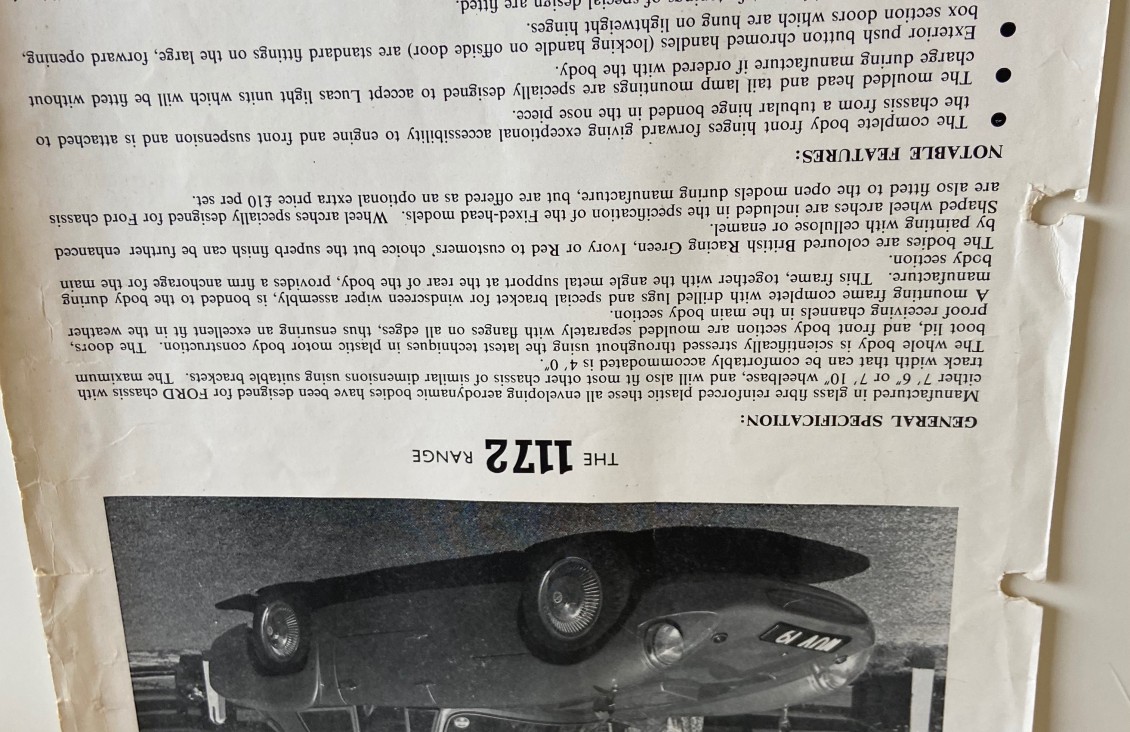 WUV 19
THE 1172 RANGE
GENERAL SPECIFICATION:
Manufactured in glass fibre reinforced plastic these all enveloping aerodynamic bodies have been designed for FORD chassis with
either 7' 6" or 7' 10" wheelbase, and will also fit most other chassis of similar dimensions using suitable brackets. The maximum
track width that can be comfortably accommodated is 4' 0"
The whole body is scientifically stressed throughout using the latest techniques in plastic motor body construction. The doors,
boot lid, and front body section are moulded separately with flanges on all edges, thus ensuring an excellent fit in the weather
proof receiving channels in the main body section.
A mounting frame complete with drilled lugs and special bracket for windscreen wiper assembly, is bonded to the body during
manufacture. This frame, together with the angle metal support at the rear of the body, provides a firm anchorage for the main
body section.
The bodies are coloured British Racing Green, Ivory or Red to customers' choice but the superb finish can be further enhanced
by painting with cellulose or enamel.
Shaped wheel arches are included in the specification of the Fixed-head models. Wheel arches specially designed for Ford chassis
are also fitted to the open models during manufacture, but are offered as an optional extra price £10 per set.
NOTABLE FEATURES:
● The complete body front hinges forward giving exceptional accessibility to engine and front suspension and is attached to
the chassis from a tubular hinge bonded in the nose piece.
● The moulded head and tail lamp mountings are specially designed to accept Lucas light units which will be fitted without
charge during manufacture if ordered with the body.
● Exterior push button chromed handles (locking handle on offside door) are standard fittings on the large, forward opening,
box section doors which are hung on lightweight hinges.
of special design are fitted.